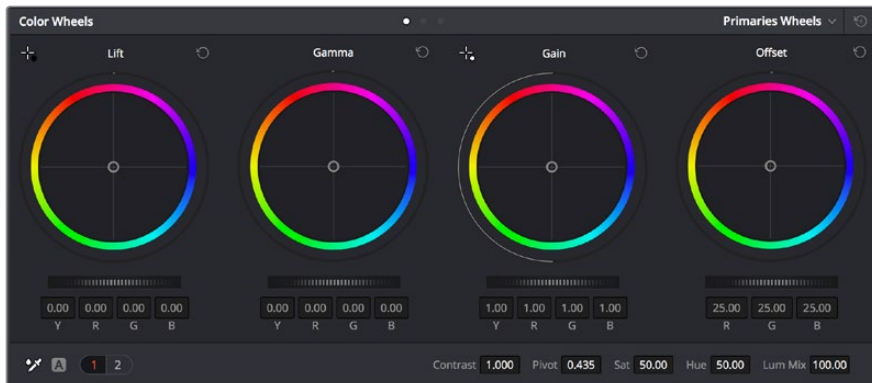 Color Wheels Primaries Wheels
Lift Gamma Gain Offset
0.00 0.00 0.00 0.00 0.00 0.00 0.00 0.00 1.00 1.00 1.00 1.00 25.00 25.00 25.00
Y R G B Y R G B Y R G B R G B
A 1 2 Contrast 1.000 Pivot 0.435 Sat 50.00 Hue 50.00 Lum Mix 100.00